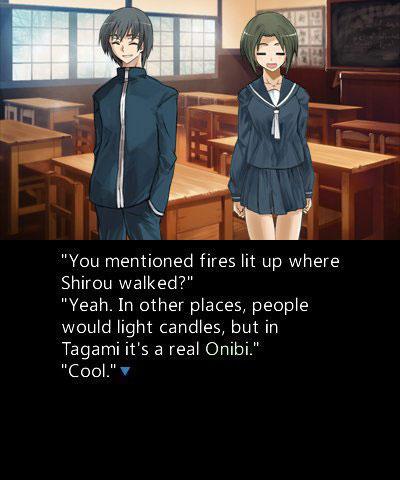 "You mentioned fires lit up where
Shirou walked?"
"Yeah. In other places, people
would light candles, but in
Tagami it's a real Onibi."
"Cool."